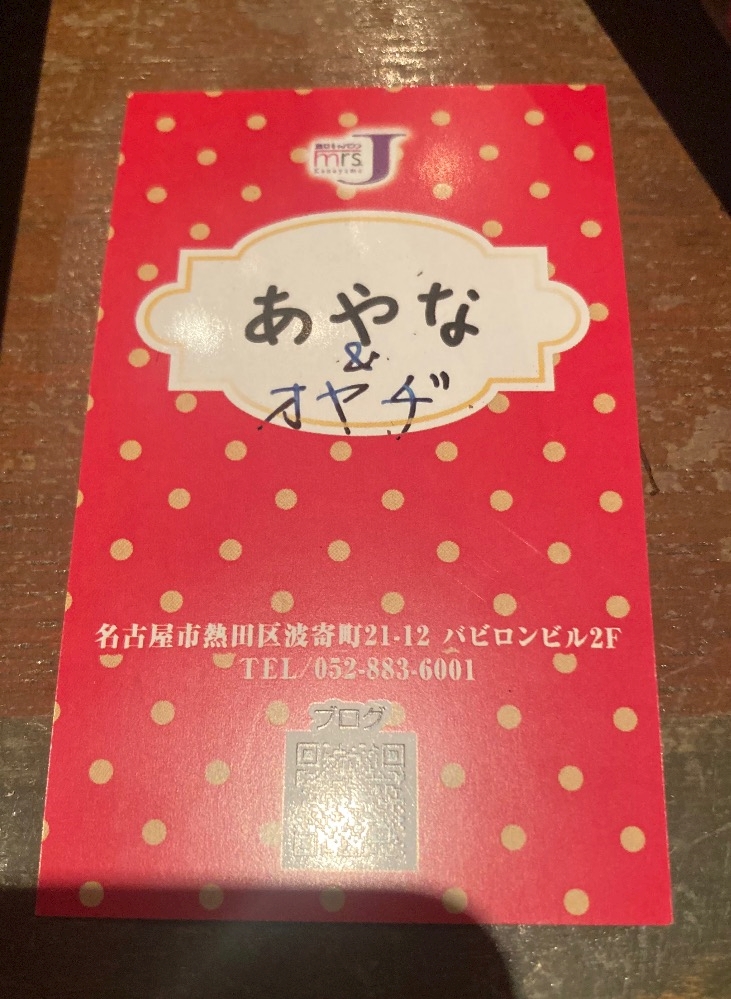 mrs.J
Kanayama
あやな
&
オヤヂ
名古屋市熱田区波寄町21-12 バビロンビル2F
TEL/052-883-6001
ブログ